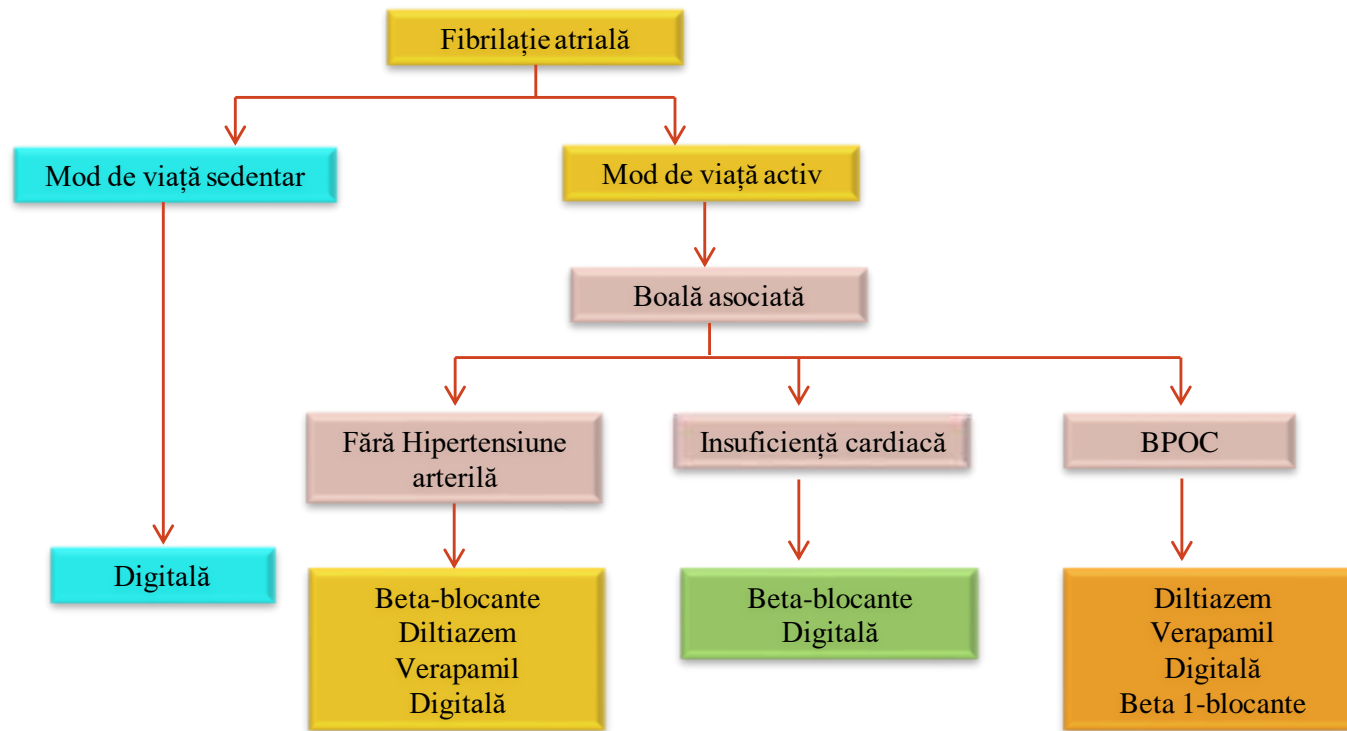 Fibrilație atrială
Mod de viață sedentar
Mod de viață activ
Boală asociată
Fără Hipertensiune
arterilă
Insuficiență cardiacă
BPOC
Digitală
Beta-blocante
Diltiazem
Verapamil
Digitală
Beta-blocante
Digitală
Diltiazem
Verapamil
Digitală
Beta 1-blocante